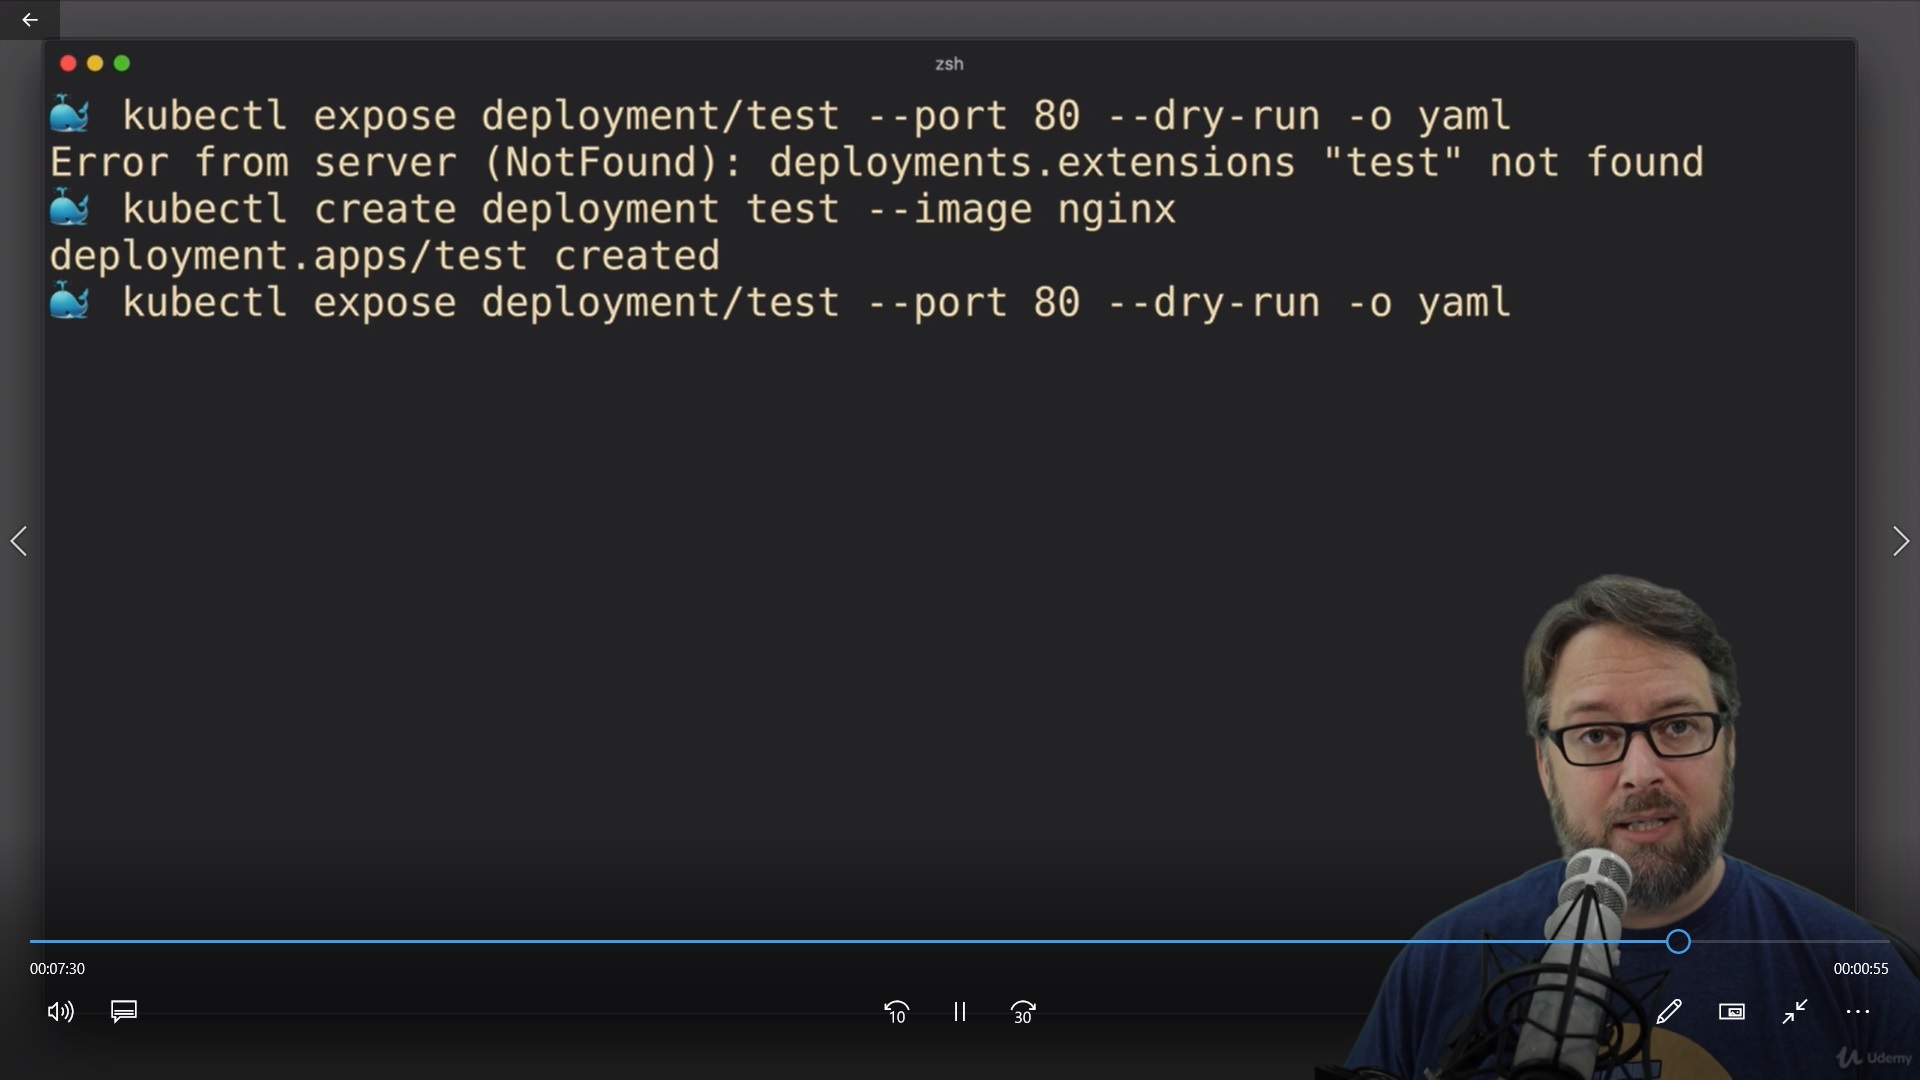 zsh
kubectl expose deployment/test --port 80 --dry-run -o yaml
Error from server (NotFound): deployments.extensions "test" not found
kubectl create deployment test --image nginx
deployment.apps/test created
kubectl expose deployment/test --port 80 --dry-run -o yaml
00:07:30
00:00:55
10
30
Udemy